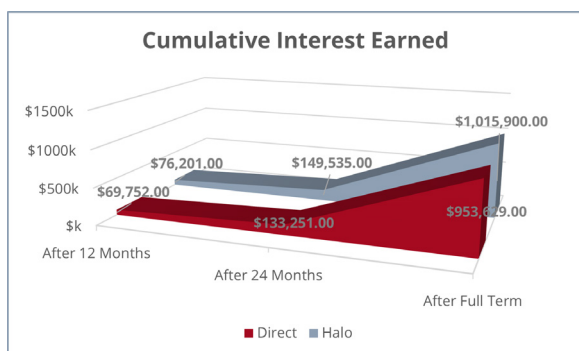 Cumulative Interest Earned
$1500k
$1000k
$500k
$k
$1,015,900.00
$76,201.00
$149,535.00
$69,752.00
$133,251.00
$953,629.00
After 12 Months
After 24 Months
After Full Term
Direct
Halo